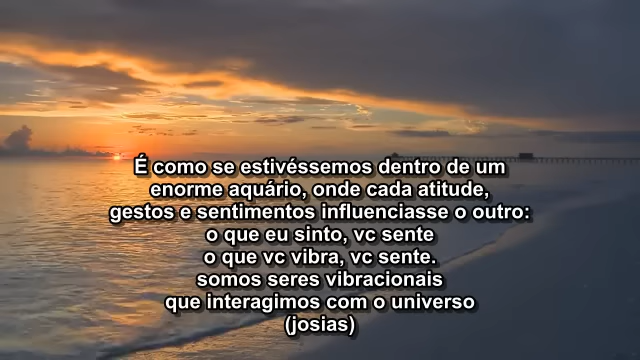 É como se estivéssemos dentro de um
enorme aquário, onde cada atitude,
gestos e sentimentos influenciasse o outro:
o que eu sinto, vc sente
o que vc vibra, vc sente.
somos seres vibracionais
que interagimos com o universo
(josias)